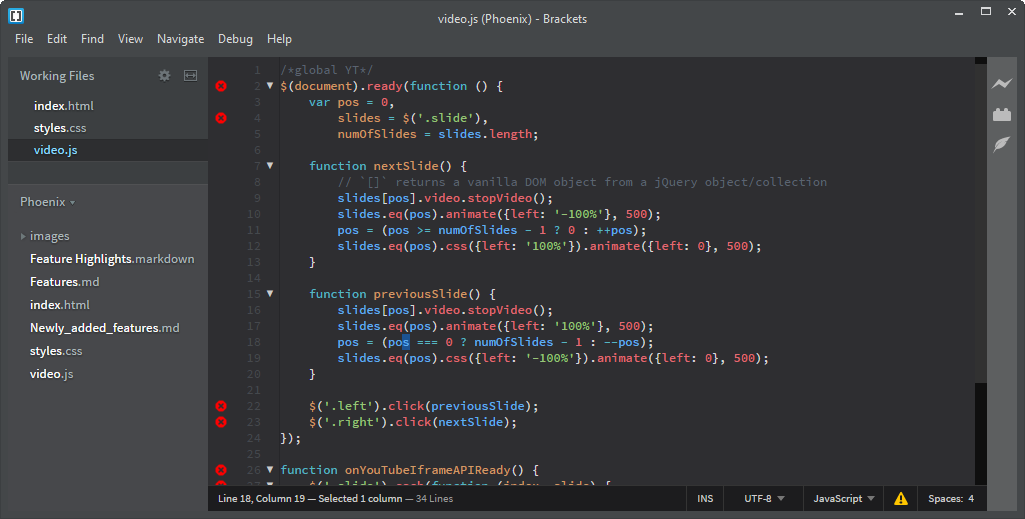 video.js (Phoenix) - Brackets
File Edit Find View Navigate Debug Help
Working Files
index.html
styles.css
video.js
Phoenix
images
Feature Highlights.markdown
Features.md
index.html
Newly_added_features.md
styles.css
video.js
1 /*global YT*/
2 $(document).ready(function () {
3     var pos = 0,
4         slides = $('.slide'),
5         numOfSlides = slides.length;
6
7     function nextSlide() {
8         // `[]` returns a vanilla DOM object from a jQuery object/collection
9         slides[pos].video.stopVideo();
10         slides.eq(pos).animate({left: '-100%'}, 500);
11         pos = (pos >= numOfSlides - 1 ? 0 : ++pos);
12         slides.eq(pos).css({left: '100%'}).animate({left: 0}, 500);
13     }
14
15     function previousSlide() {
16         slides[pos].video.stopVideo();
17         slides.eq(pos).animate({left: '100%'}, 500);
18         pos = (pos === 0 ? numOfSlides - 1 : --pos);
19         slides.eq(pos).css({left: '-100%'}).animate({left: 0}, 500);
20     }
21
22     $('.left').click(previousSlide);
23     $('.right').click(nextSlide);
24 });
25
26 function onYouTubeIframeAPIReady() {
$('.slide').each(function (index, slide) {
Line 18, Column 19 — Selected 1 column — 34 Lines INS UTF-8 JavaScript Spaces: 4